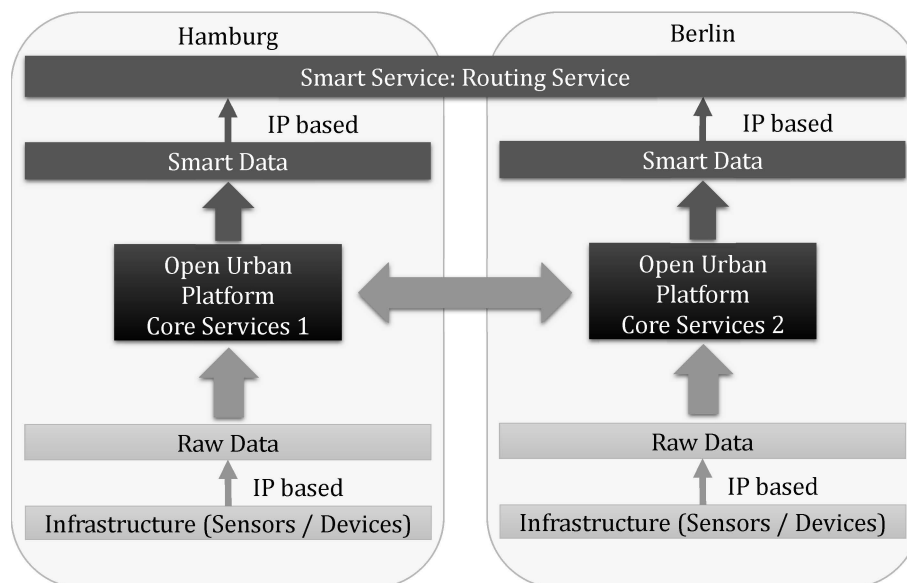 Hamburg
Berlin
Smart Service: Routing Service
IP based
IP based
Smart Data
Smart Data
Open Urban
Platform
Core Services 1
Open Urban
Platform
Core Services 2
Raw Data
Raw Data
IP based
IP based
Infrastructure (Sensors / Devices)
Infrastructure (Sensors / Devices)